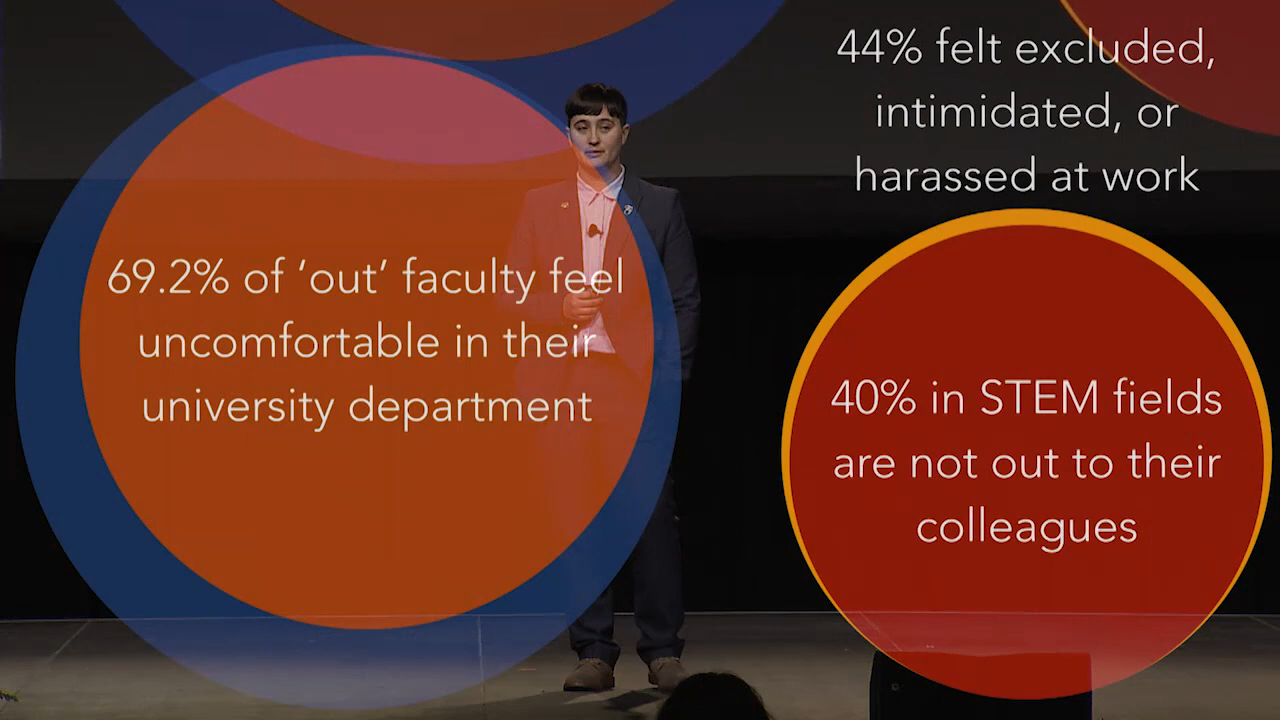 44% felt excluded,
intimidated, or
harassed at work
69.2% of ‘out’ faculty feel
uncomfortable in their
university department
40% in STEM fields
are not out to their
colleagues